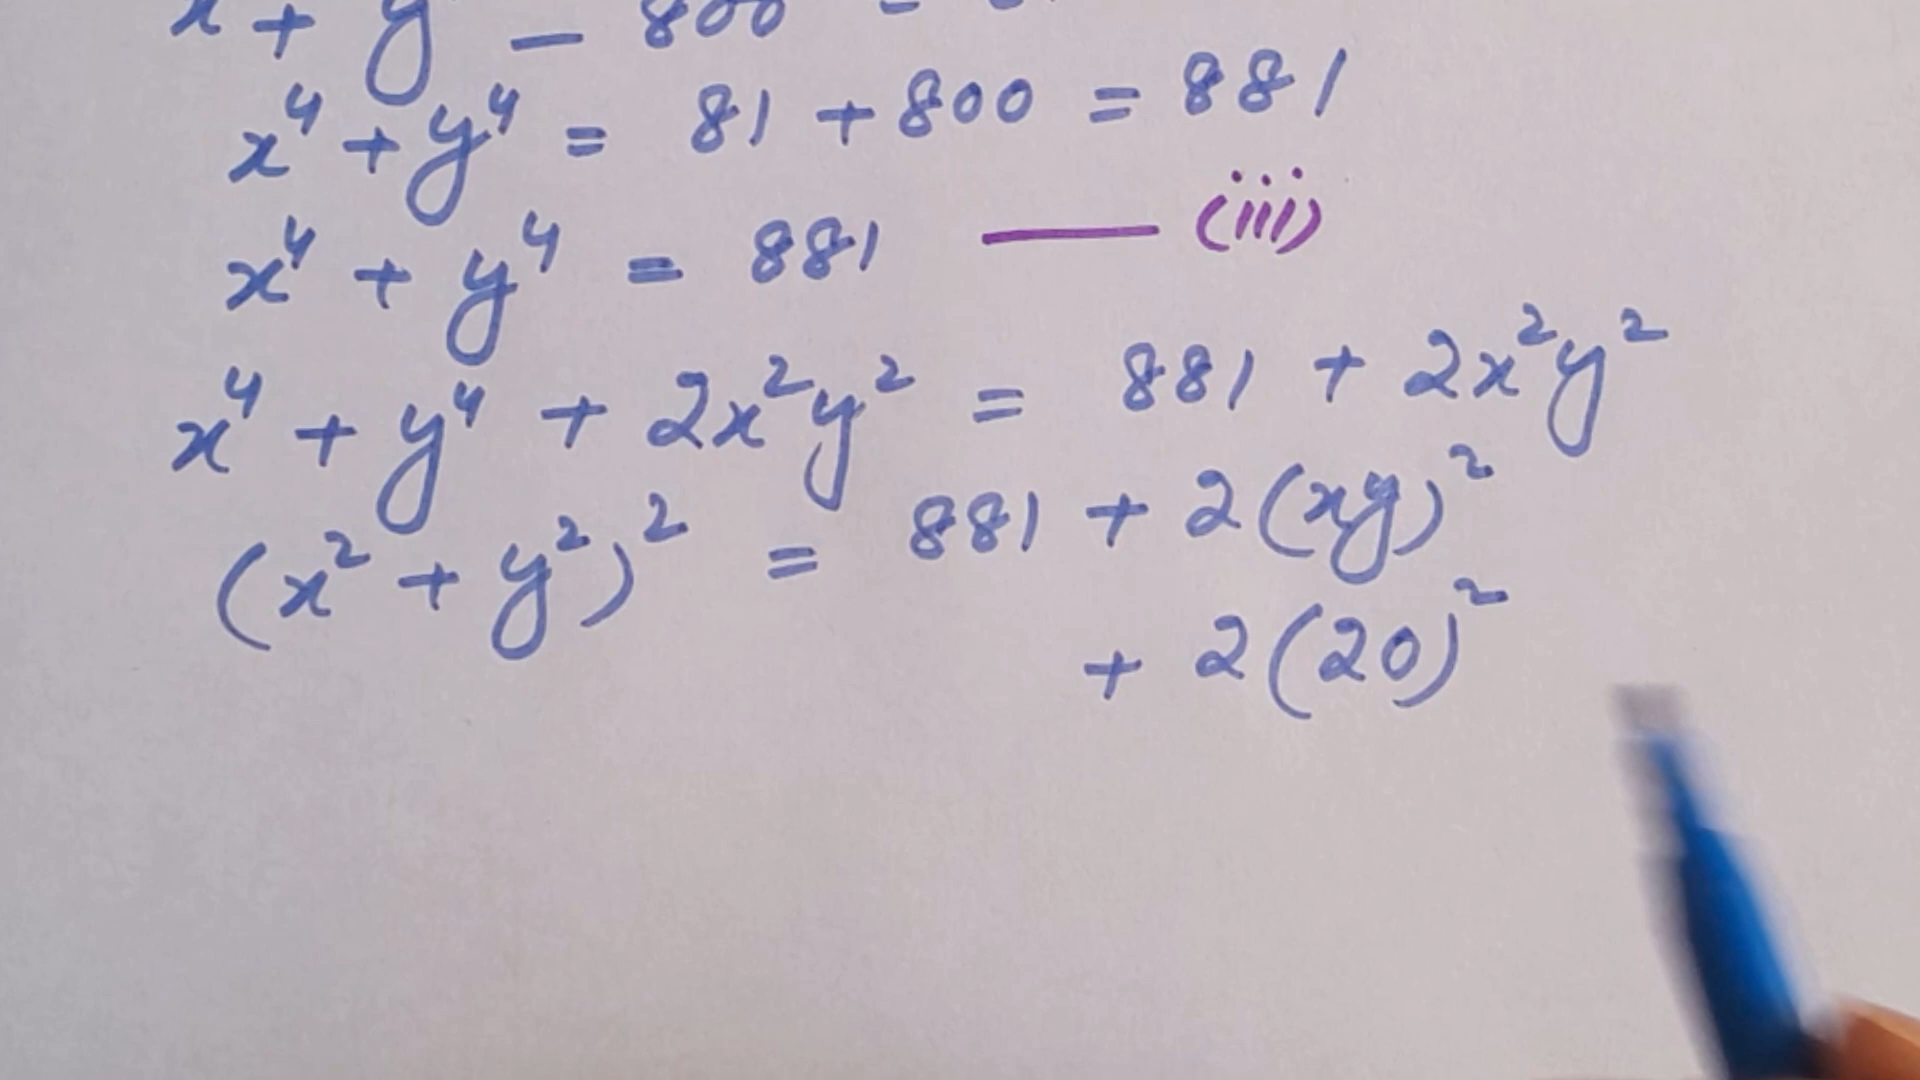 x + y - 800 =
x⁴ + y⁴ = 81 + 800 = 881
x⁴ + y⁴ = 881 —— (iii)
x⁴ + y⁴ + 2x²y² = 881 + 2x²y²
(x² + y²)² = 881 + 2(xy)²
+ 2(20)²